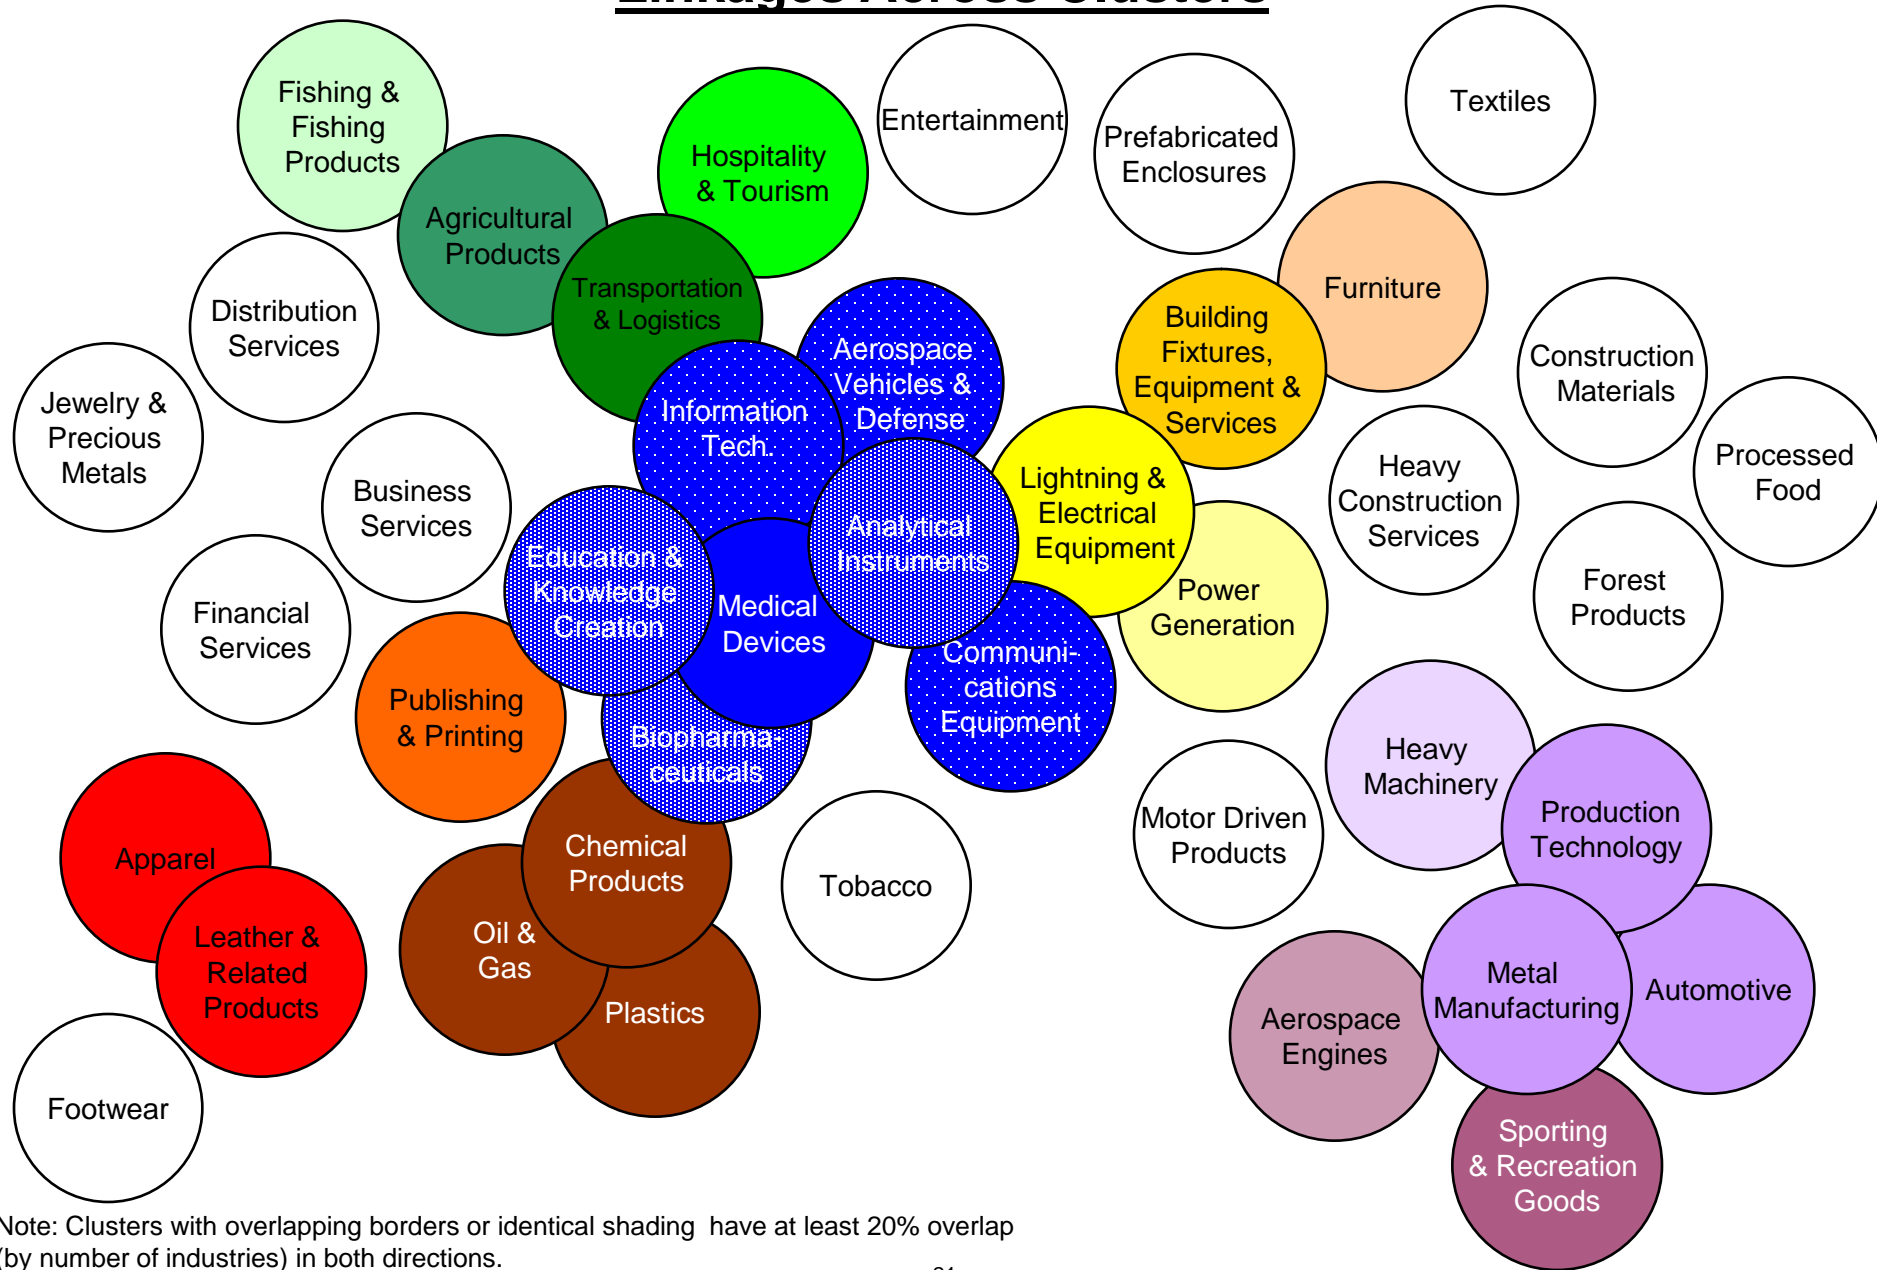 Linkages Across Clusters
Fishing &
Fishing
Products
Entertainment
Textiles
Prefabricated
Enclosures
Hospitality
& Tourism
Agricultural
Products
Transportation
& Logistics
Furniture
Distribution
Services
Building
Fixtures,
Equipment &
Services
Aerospace
Vehicles &
Defense
Construction
Materials
Jewelry &
Precious
Metals
Information
Tech.
Processed
Food
Heavy
Construction
Services
Lightning &
Electrical
Equipment
Business
Services
Analytical
Instruments
Education &
Knowledge
Creation
Medical
Devices
Power
Generation
Forest
Products
Financial
Services
Communi-
cations
Equipment
Publishing
& Printing
Biopharma-
ceuticals
Heavy
Machinery
Production
Technology
Motor Driven
Products
Apparel
Chemical
Products
Tobacco
Leather &
Related
Products
Oil &
Gas
Plastics
Metal
Manufacturing
Automotive
Aerospace
Engines
Footwear
Sporting
& Recreation
Goods
Note: Clusters with overlapping borders or identical shading have at least 20% overlap
(by number of industries) in both directions.